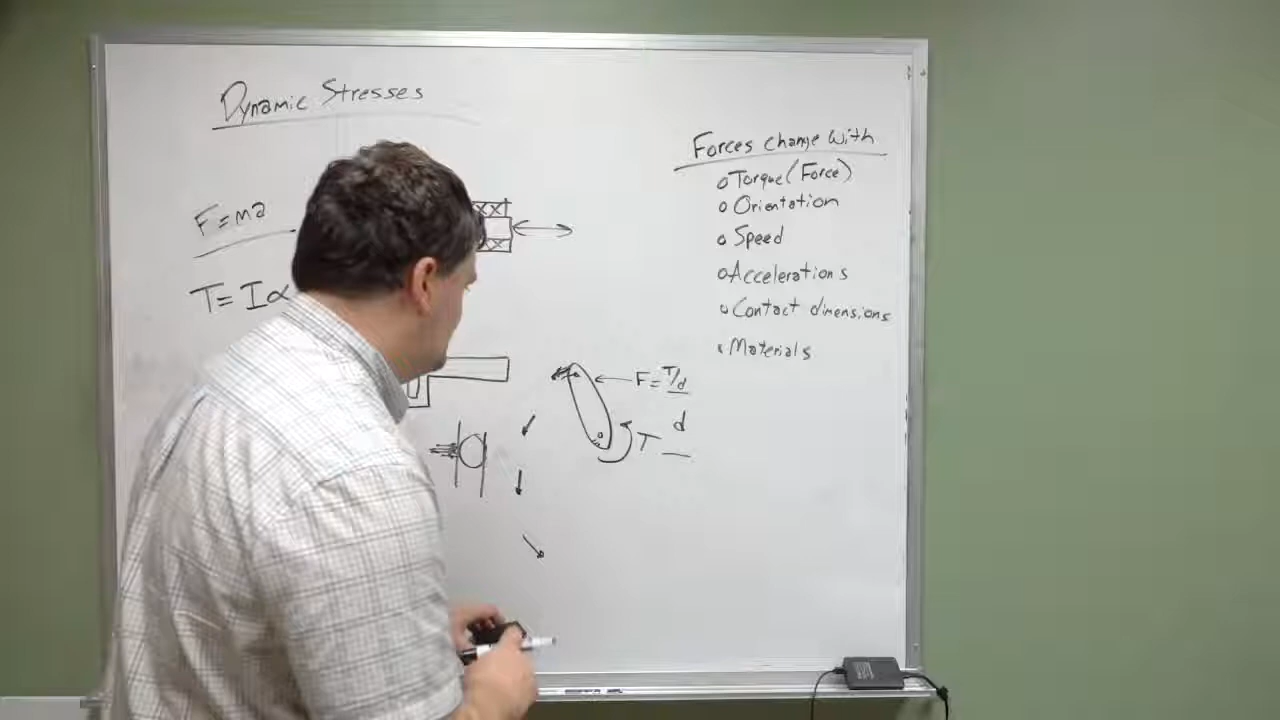 Dynamic Stresses
F=ma
T=Iα
F=T/d
d
T
Forces change with
Torque(Force)
Orientation
Speed
Accelerations
Contact dimensions
Materials